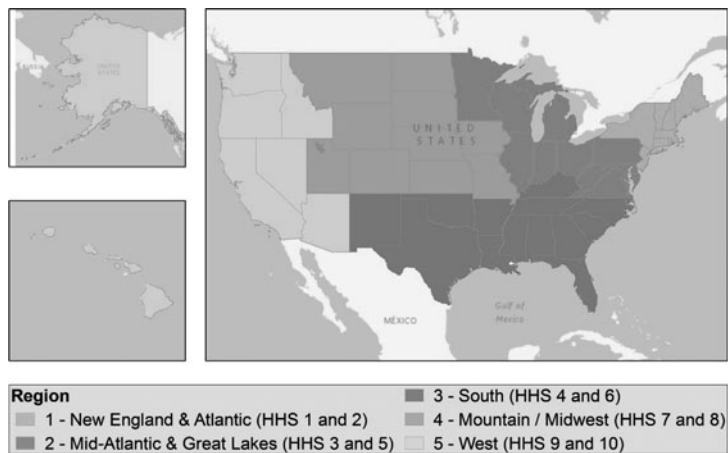 UNITED
STATES
UNITED
STATES
MÉXICO
Gulf of
Mexico
Region
1 - New England & Atlantic (HHS 1 and 2)
2 - Mid-Atlantic & Great Lakes (HHS 3 and 5)
3 - South (HHS 4 and 6)
4 - Mountain / Midwest (HHS 7 and 8)
5 - West (HHS 9 and 10)